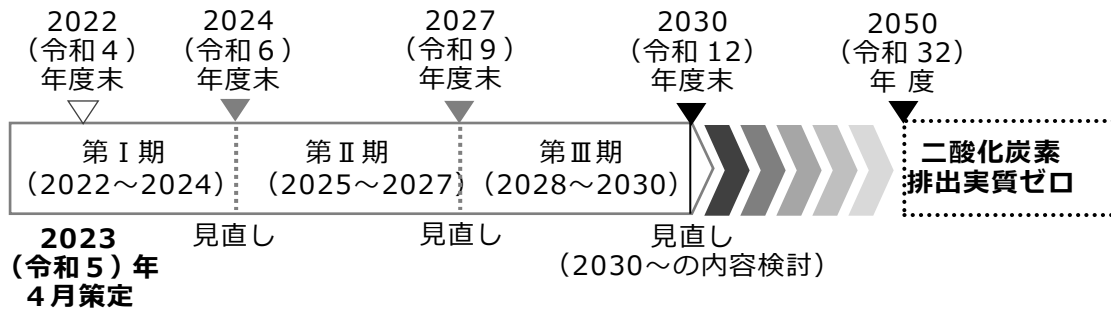 2022
（令和４）
年度末
2024
（令和６）
年度末
2027
（令和９）
年度末
2030
（令和 12）
年度末
2050
（令和 32）
年 度
第Ⅰ期
（2022～2024）
第Ⅱ期
（2025～2027）
第Ⅲ期
（2028～2030）
二酸化炭素
排出実質ゼロ
2023
（令和５）年
４月策定
見直し
見直し
見直し
（2030～の内容検討）